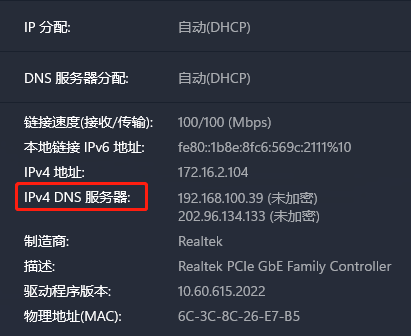 IP 分配: 自动(DHCP)
DNS 服务器分配: 自动(DHCP)
链接速度(接收/传输): 100/100 (Mbps)
本地链接 IPv6 地址: fe80::1b8e:8fc6:569c:2111%10
IPv4 地址: 172.16.2.104
IPv4 DNS 服务器: 192.168.100.39 (未加密)
202.96.134.133 (未加密)
制造商: Realtek
描述: Realtek PCIe GbE Family Controller
驱动程序版本: 10.60.615.2022
物理地址(MAC): 6C-3C-8C-26-E7-B5